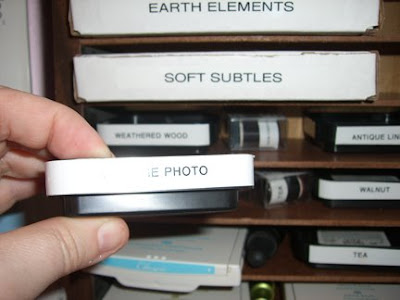 EARTH ELEMENTS
SOFT SUBTLES
WEATHERED WOOD
ANTIQUE LIN
PHOTO
WALNUT
TEA